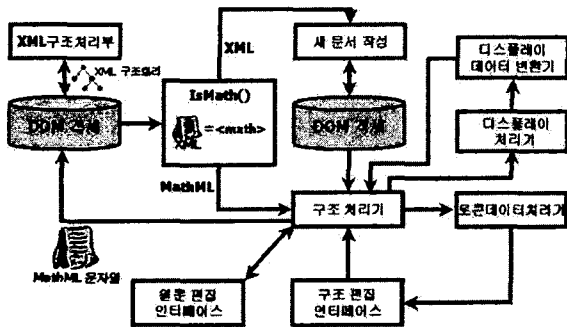 XML구조처리부
XML
새 문서 작성
디스플레이
데이터 변환기
XML 구조처리
IsMath()
DOM 객체
XML
=<math>
DOM 객체
디스플레이
처리기
MathML
구조 처리기
토큰데이터처리기
MathML 문자열
원문 편집
인터페이스
구조 편집
인터페이스